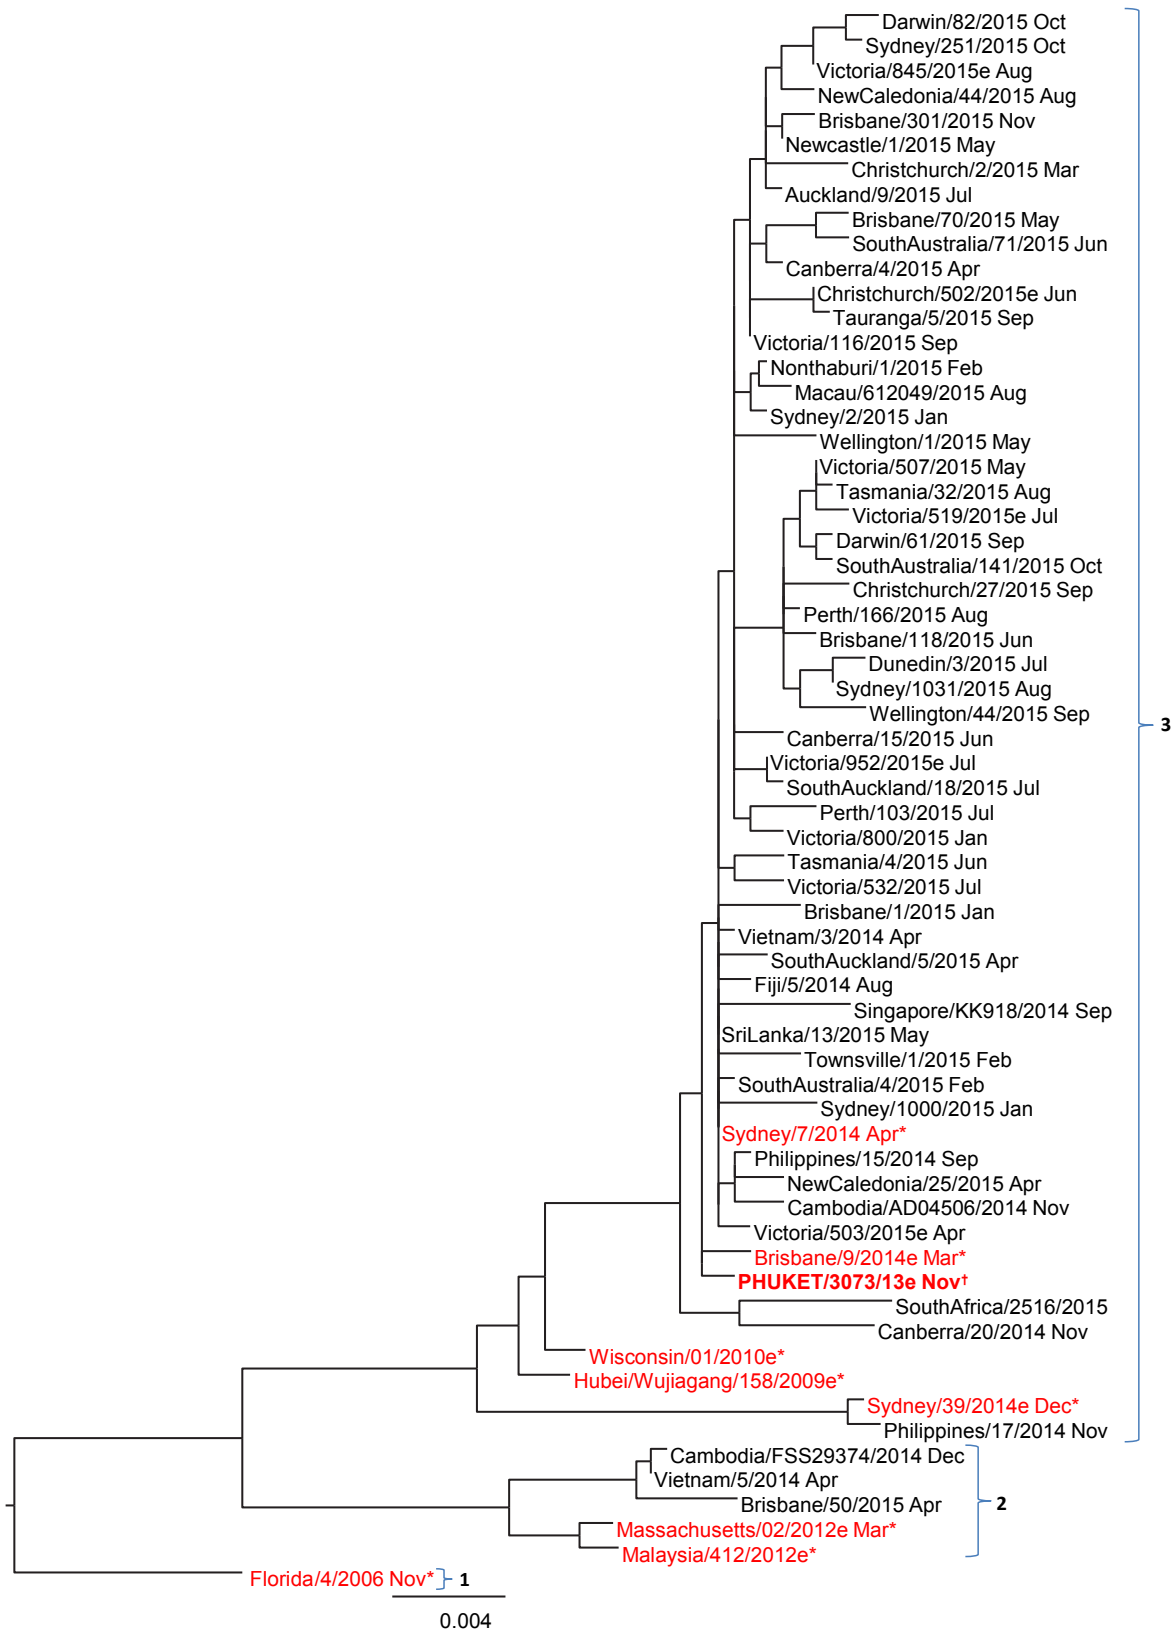 Darwin/82/2015 Oct
Sydney/251/2015 Oct
Victoria/845/2015e Aug
NewCaledonia/44/2015 Aug
Brisbane/301/2015 Nov
Newcastle/1/2015 May
Christchurch/2/2015 Mar
Auckland/9/2015 Jul
Brisbane/70/2015 May
SouthAustralia/71/2015 Jun
Canberra/4/2015 Apr
Christchurch/502/2015e Jun
Tauranga/5/2015 Sep
Victoria/116/2015 Sep
Nonthaburi/1/2015 Feb
Macau/612049/2015 Aug
Sydney/2/2015 Jan
Wellington/1/2015 May
Victoria/507/2015 May
Tasmania/32/2015 Aug
Victoria/519/2015e Jul
Darwin/61/2015 Sep
SouthAustralia/141/2015 Oct
Christchurch/27/2015 Sep
Perth/166/2015 Aug
Brisbane/118/2015 Jun
Dunedin/3/2015 Jul
Sydney/1031/2015 Aug
Wellington/44/2015 Sep
3
Canberra/15/2015 Jun
Victoria/952/2015e Jul
SouthAuckland/18/2015 Jul
Perth/103/2015 Jul
Victoria/800/2015 Jan
Tasmania/4/2015 Jun
Victoria/532/2015 Jul
Brisbane/1/2015 Jan
Vietnam/3/2014 Apr
SouthAuckland/5/2015 Apr
Fiji/5/2014 Aug
Singapore/KK918/2014 Sep
SriLanka/13/2015 May
Townsville/1/2015 Feb
SouthAustralia/4/2015 Feb
Sydney/1000/2015 Jan
Sydney/7/2014 Apr*
Philippines/15/2014 Sep
NewCaledonia/25/2015 Apr
Cambodia/AD04506/2014 Nov
Victoria/503/2015e Apr
Brisbane/9/2014e Mar*
PHUKET/3073/13e Nov†
SouthAfrica/2516/2015
Canberra/20/2014 Nov
Wisconsin/01/2010e*
Hubei/Wujiagang/158/2009e*
Sydney/39/2014e Dec*
Philippines/17/2014 Nov
Cambodia/FSS29374/2014 Dec
Vietnam/5/2014 Apr
Brisbane/50/2015 Apr
2
Massachusetts/02/2012e Mar*
Malaysia/412/2012e*
Florida/4/2006 Nov*
1
0.004